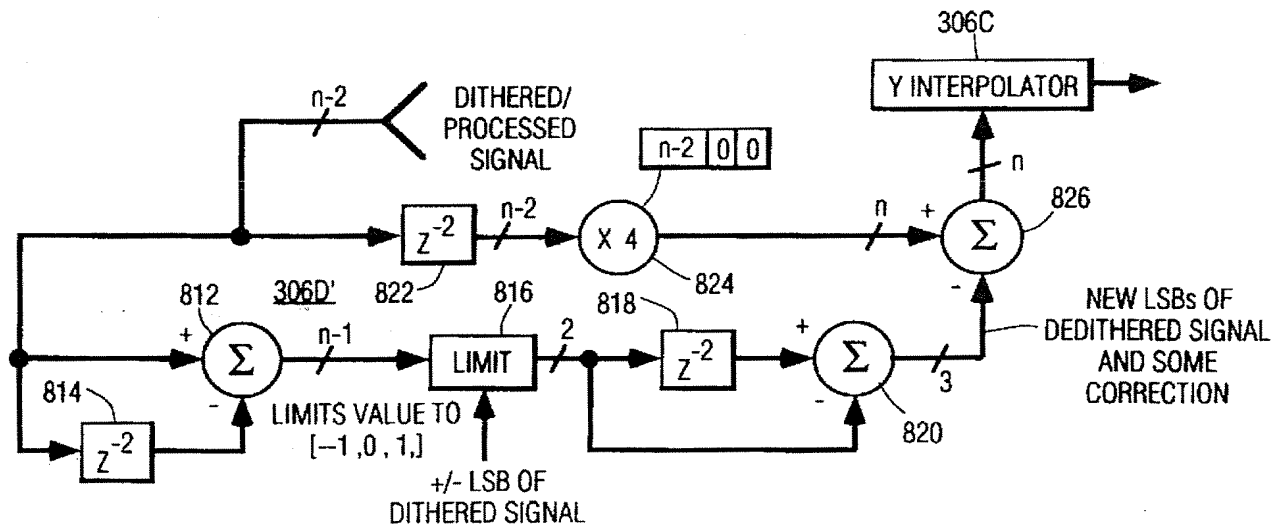 306C
Y INTERPOLATOR
n-2
DITHERED/
PROCESSED
SIGNAL
n-2 0 0
n
Z⁻²
n-2
X 4
n
+
Σ
826
822
824
-
812
306D'
816
818
NEW LSBs OF
DEDITHERED SIGNAL
AND SOME
CORRECTION
+
Σ
n-1
LIMIT
2
Z⁻²
+
Σ
3
814
-
LIMITS VALUE TO
[--1,0,1,]
-
820
Z⁻²
+/- LSB OF
DITHERED SIGNAL